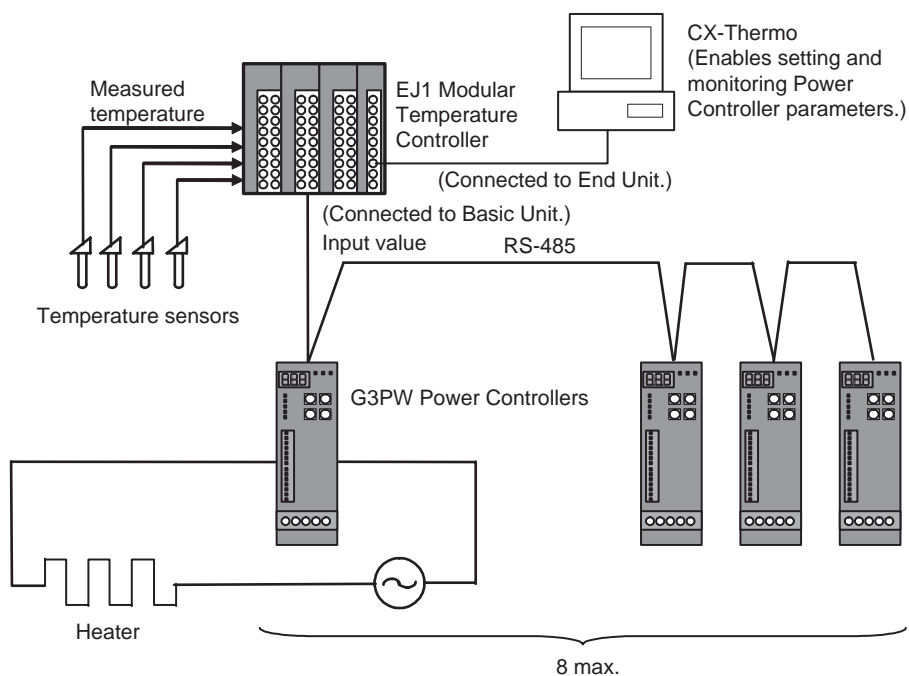 CX-Thermo
(Enables setting and
monitoring Power
Controller parameters.)
Measured
temperature
EJ1 Modular
Temperature
Controller
(Connected to End Unit.)
(Connected to Basic Unit.)
Input value
RS-485
Temperature sensors
G3PW Power Controllers
Heater
8 max.